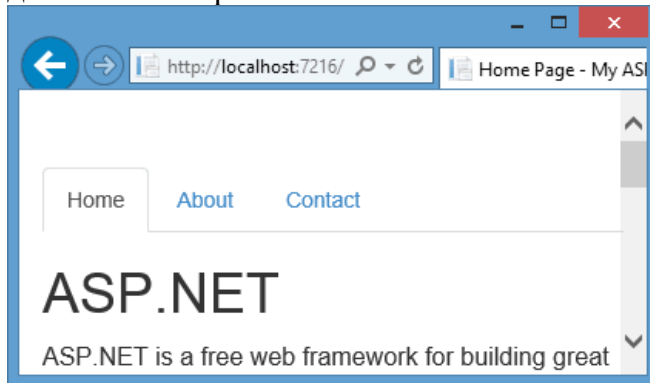 http://localhost:7216/
Home Page - My AS
Home About Contact
ASP.NET
ASP.NET is a free web framework for building great